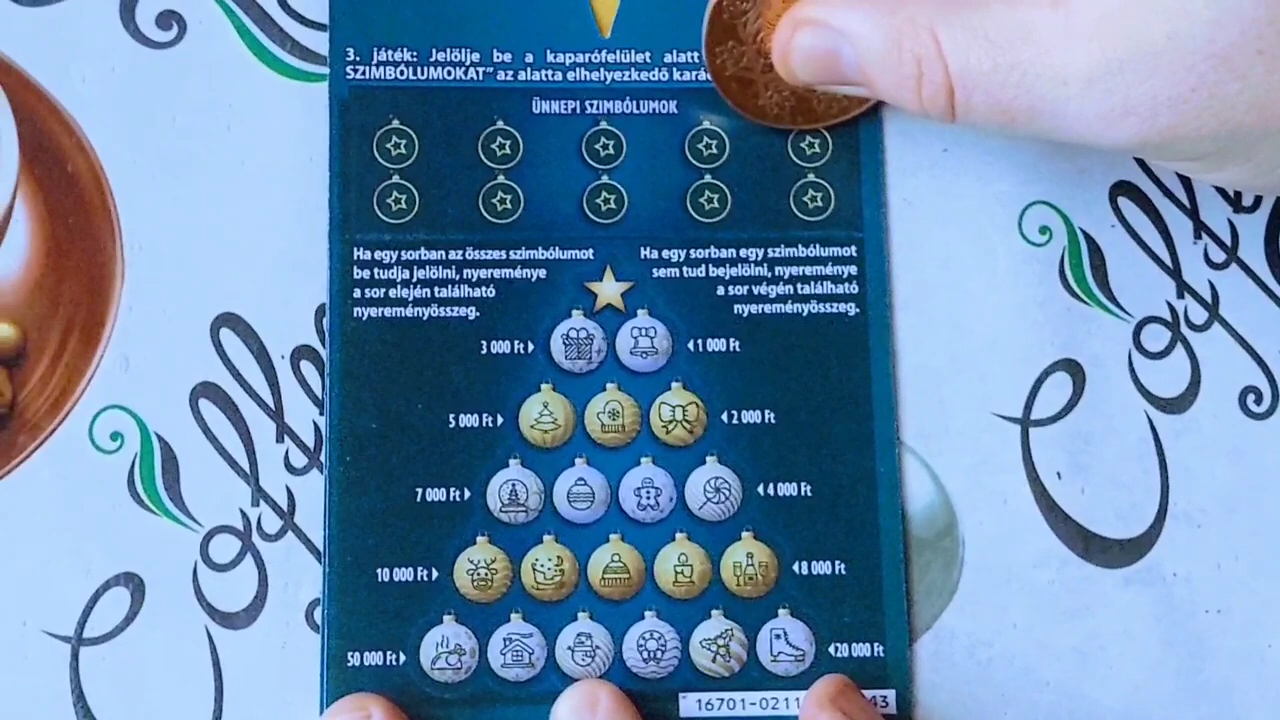 3. játék: Jelölje be a kaparófelület alatt
SZIMBÓLUMOKAT” az alatta elhelyezkedő
ÜNNEPI SZIMBÓLUMOK
Ha egy sorban az összes szimbólumot
be tudja jelölni, nyereménye
a sor elején található
nyereményösszeg.
Ha egy sorban egy szimbólumot
sem tud bejelölni, nyereménye
a sor végén található
nyereményösszeg.
3 000 Ft
1 000 Ft
5 000 Ft
2 000 Ft
7 000 Ft
4 000 Ft
10 000 Ft
8 000 Ft
50 000 Ft
20 000 Ft
16701-0211 43
Coffee
Coffee